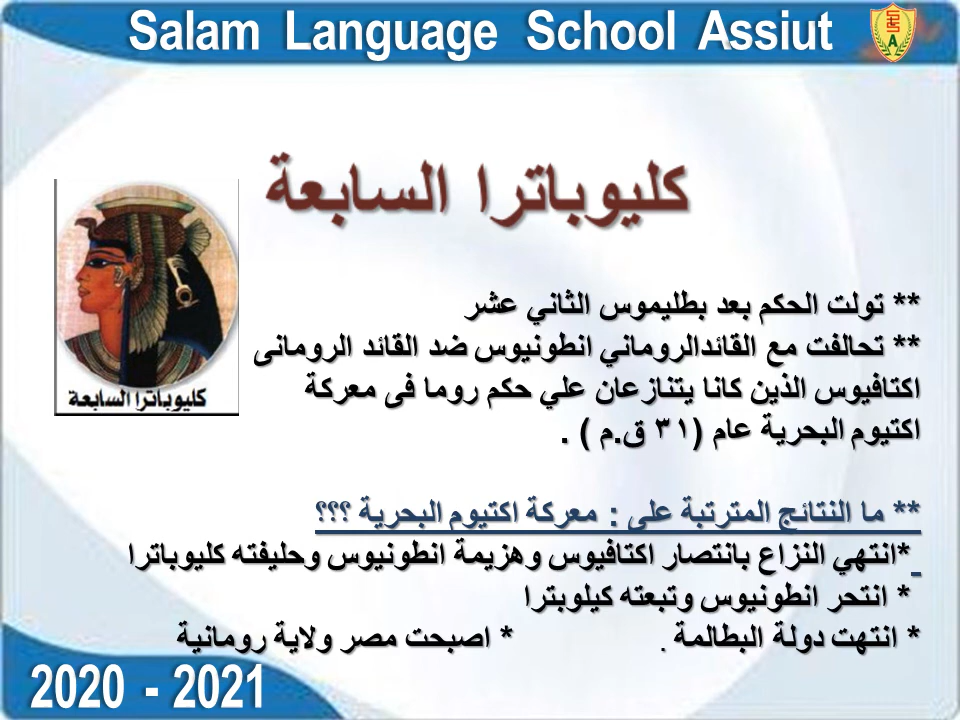 Salam Language School Assiut
كليوباترا السابعة
كليوباترا السابعة
** تولت الحكم بعد بطليموس الثاني عشر
** تحالفت مع القائدالروماني انطونيوس ضد القائد الرومانى
اكتافيوس الذين كانا يتنازعان علي حكم روما فى معركة
اكتيوم البحرية عام (٣١ ق.م ) .
** ما النتائج المترتبة على : معركة اكتيوم البحرية ؟؟؟
*انتهي النزاع بانتصار اكتافيوس وهزيمة انطونيوس وحليفته كليوباترا
* انتحر انطونيوس وتبعته كيلوبترا
* انتهت دولة البطالمة . * اصبحت مصر ولاية رومانية
2020 - 2021